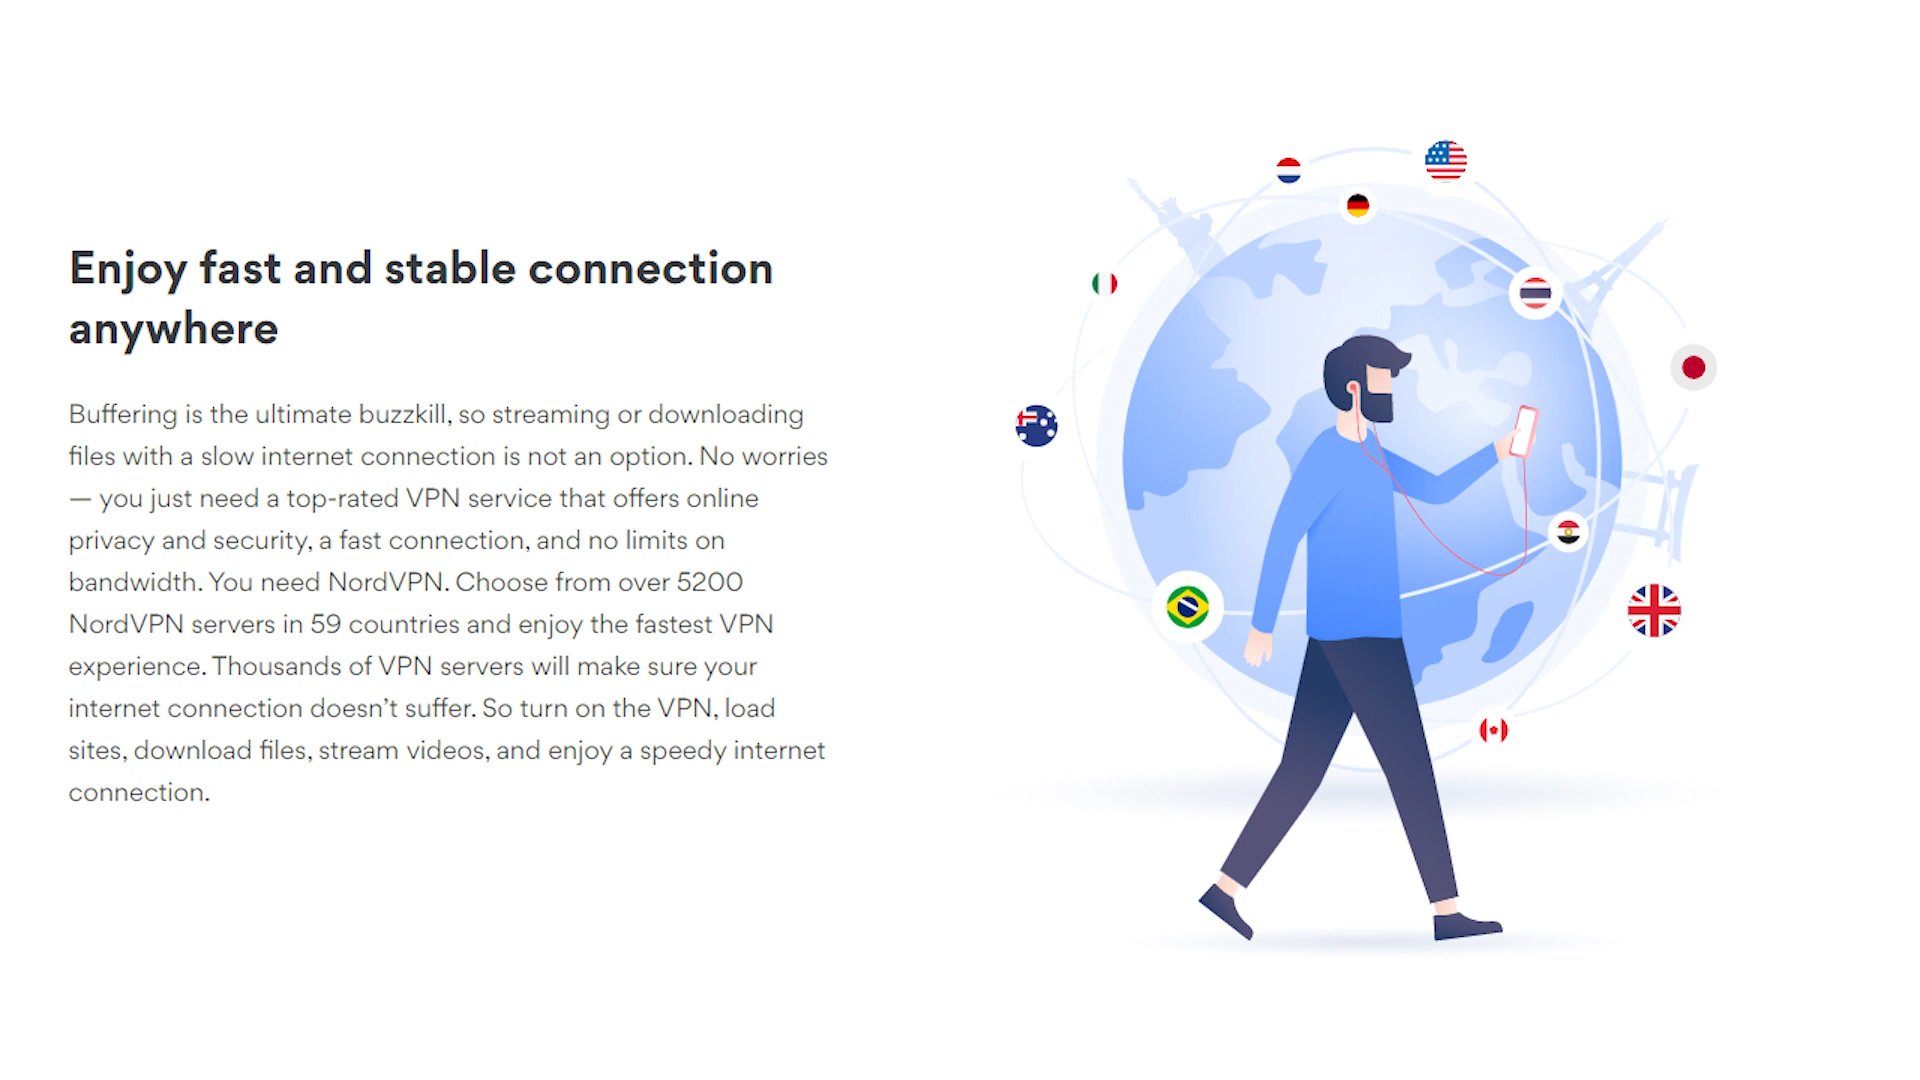 Enjoy fast and stable connection
anywhere
Buffering is the ultimate buzzkill, so streaming or downloading
files with a slow internet connection is not an option. No worries
— you just need a top-rated VPN service that offers online
privacy and security, a fast connection, and no limits on
bandwidth. You need NordVPN. Choose from over 5200
NordVPN servers in 59 countries and enjoy the fastest VPN
experience. Thousands of VPN servers will make sure your
internet connection doesn’t suffer. So turn on the VPN, load
sites, download files, stream videos, and enjoy a speedy internet
connection.